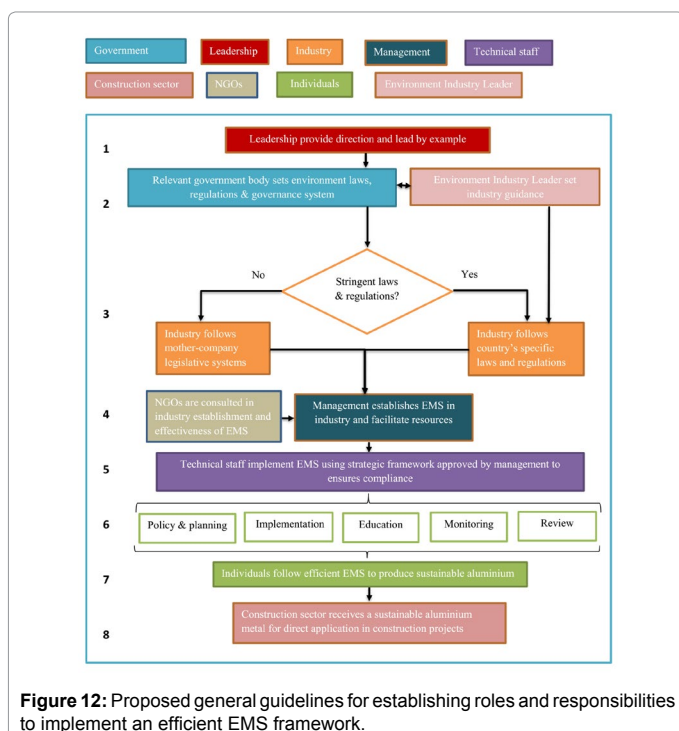 Government
Leadership
Industry
Management
Technical staff
Construction sector
NGOs
Individuals
Environment Industry Leader
1
Leadership provide direction and lead by example
2
Relevant government body sets environment laws,
regulations & governance system
Environment Industry Leader set
industry guidance
No
Stringent laws
& regulations?
Yes
3
Industry follows
mother-company
legislative systems
Industry follows
country's specific
laws and regulations
4
NGOs are consulted in
industry establishment and
effectiveness of EMS
Management establishes EMS in
industry and facilitate resources
5
Technical staff implement EMS using strategic framework approved by management to
ensures compliance
6
Policy & planning
Implementation
Education
Monitoring
Review
7
Individuals follow efficient EMS to produce sustainable aluminium
8
Construction sector receives a sustainable aluminium
metal for direct application in construction projects
Figure 12: Proposed general guidelines for establishing roles and responsibilities
to implement an efficient EMS framework.